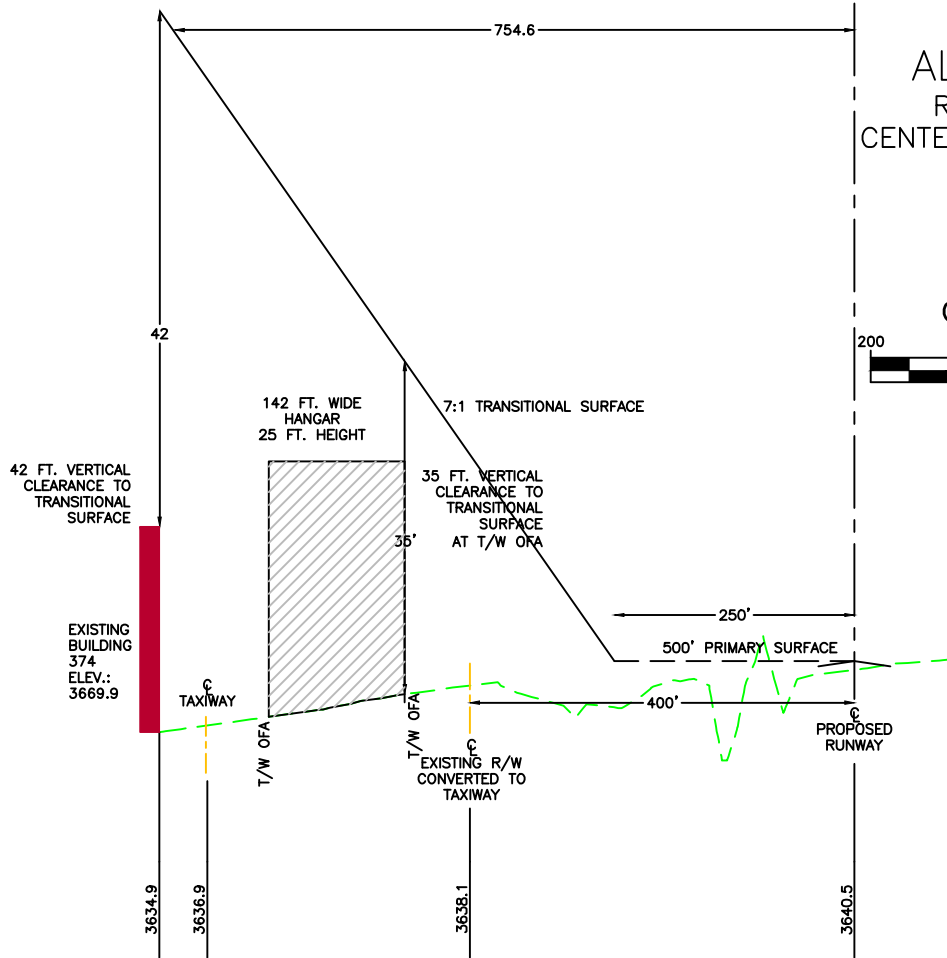 754.6
AL
R
CENTE
42
200
142 FT. WIDE
HANGAR
25 FT. HEIGHT
7:1 TRANSITIONAL SURFACE
42 FT. VERTICAL
CLEARANCE TO
TRANSITIONAL
SURFACE
35 FT. VERTICAL
CLEARANCE TO
TRANSITIONAL
SURFACE
AT T/W OFA
35'
250'
500' PRIMARY SURFACE
EXISTING
BUILDING
374
ELEV.:
3669.9
℄
TAXIWAY
400'
T/W OFA
T/W OFA
℄
EXISTING R/W
CONVERTED TO
TAXIWAY
℄
PROPOSED
RUNWAY
3634.9
3636.9
3638.1
3640.5